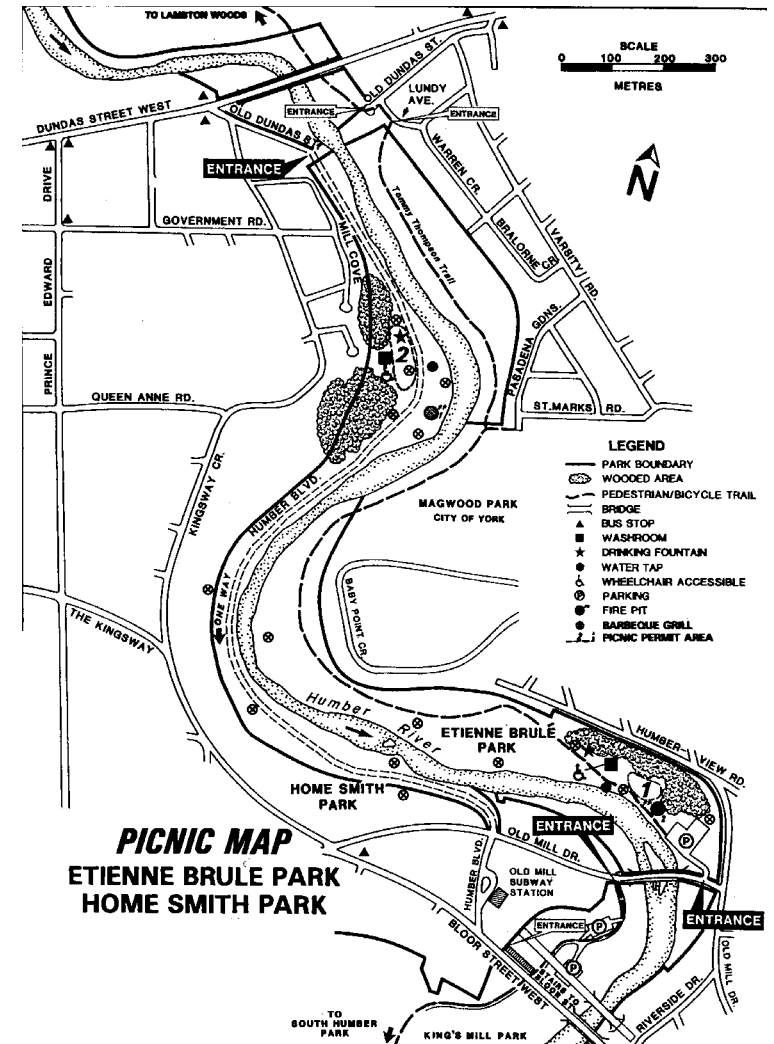 TO LAMBTON WOODS
SCALE
0 100 200 300
METRES
OLD DUNDAS ST.
LUNDY
AVE.
ENTRANCE
ENTRANCE
DUNDAS STREET WEST
OLD DUNDAS ST.
ENTRANCE
N
WARREN CR.
DRIVE
EDWARD
PRINCE
GOVERNMENT RD.
MILL COVE
Tommy Thompson Trail
BRALORNE CR.
VARSITY RD.
PASADENA GDNS.
2
QUEEN ANNE RD.
ST. MARKS RD.
KINGSWAY CR.
HUMBER BLVD.
MAGWOOD PARK
CITY OF YORK
LEGEND
PARK BOUNDARY
WOODED AREA
PEDESTRIAN/BICYCLE TRAIL
BRIDGE
BUS STOP
WASHROOM
DRINKING FOUNTAIN
WATER TAP
WHEELCHAIR ACCESSIBLE
P PARKING
FIRE PIT
BARBEQUE GRILL
PICNIC PERMIT AREA
ONE WAY
BABY POINT CR.
THE KINGSWAY
Humber River
ETIENNE BRULÉ
PARK
HUMBER VIEW RD.
1
HOME SMITH
PARK
ENTRANCE
P
OLD MILL DR.
PICNIC MAP
ETIENNE BRULE PARK
HOME SMITH PARK
HUMBER BLVD.
OLD MILL
SUBWAY
STATION
ENTRANCE
P
ENTRANCE
BLOOR STREET WEST
STAIRS TO
BLOOR ST.
P
OLD MILL DR.
RIVERSIDE DR.
TO
SOUTH HUMBER
PARK
KING'S MILL PARK